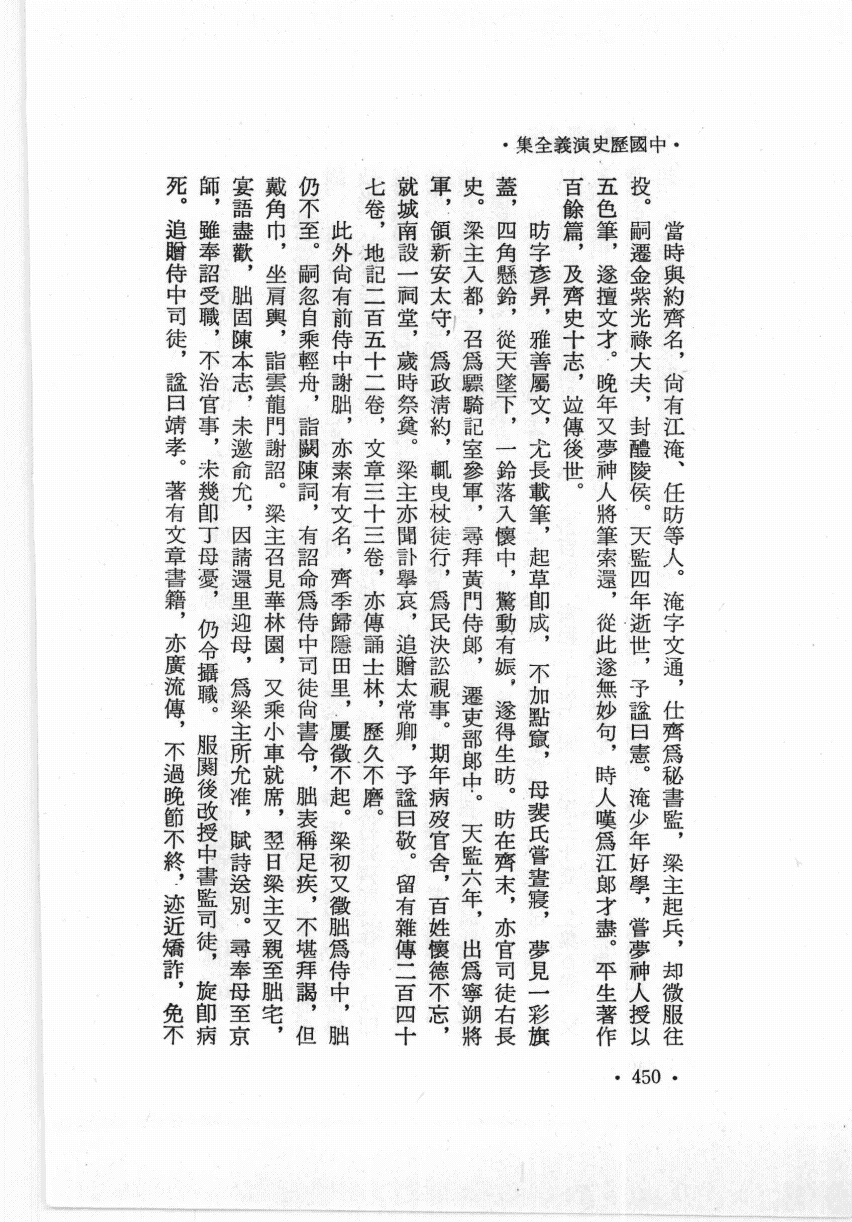 ·中國歷史演義全集·
當時與約齊名，尙有江淹、任昉等人。淹字文通，仕齊爲秘書監，梁主起兵，却微服往
投。嗣遷金紫光祿大夫，封醴陵侯。天監四年逝世，予諡曰憲。淹少年好學，嘗夢神人授以
五色筆，遂擅文才。晚年又夢神人將筆索還，從此遂無妙句，時人嘆爲江郞才盡。平生著作
百餘篇，及齊史十志，竝傳後世。
昉字彥昇，雅善屬文，尤長載筆，起草卽成，不加點竄，母裴氏嘗晝寢，夢見一彩旗
蓋，四角懸鈴，從天墜下，一鈴落入懷中，驚動有娠，遂得生昉。昉在齊末，亦官司徒右長
史。梁主入都，召爲驃騎記室參軍，尋拜黃門侍郞，遷吏部郞中。天監六年，出爲寧朔將
軍，領新安太守，爲政淸約，輒曳杖徒行，爲民決訟視事。期年病歿官舍，百姓懷德不忘，
就城南設一祠堂，歲時祭奠。梁主亦聞訃擧哀，追贈太常卿，予諡曰敬。留有雜傳二百四十
七卷，地記二百五十二卷，文章三十三卷，亦傳誦士林，歷久不磨。
此外尙有前侍中謝朏，亦素有文名，齊季歸隱田里，屢徵不起。梁初又徵朏爲侍中，朏
仍不至。嗣忽自乘輕舟，詣闕陳詞，有詔命爲侍中司徒尙書令，朏表稱足疾，不堪拜謁，但
戴角巾，坐肩輿，詣雲龍門謝詔。梁主召見華林園，又乘小車就席，翌日梁主又親至朏宅，
宴語盡歡，朏固陳本志，未邀俞允，因請還里迎母，爲梁主所允准，賦詩送別。尋奉母至京
師，雖奉詔受職，不治官事，未幾卽丁母憂，仍令攝職。服闋後改授中書監司徒，旋卽病
死。追贈侍中司徒，諡曰靖孝。著有文章書籍，亦廣流傳，不過晚節不終，迹近矯詐，免不
·450·